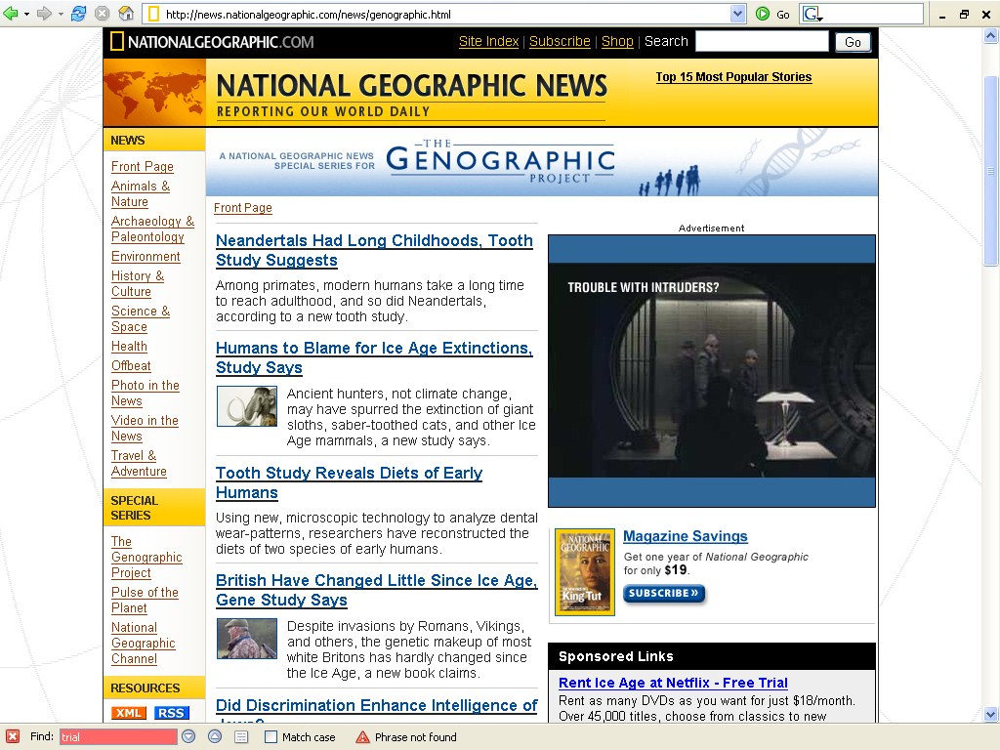 http://news.nationalgeographic.com/news/genographic.html
Go
G
NATIONALGEOGRAPHIC.COM
Site Index | Subscribe | Shop | Search
Go
NATIONAL GEOGRAPHIC NEWS
REPORTING OUR WORLD DAILY
Top 15 Most Popular Stories
NEWS
Front Page
Animals &
Nature
Archaeology &
Paleontology
Environment
History &
Culture
Science &
Space
Health
Offbeat
Photo in the
News
Video in the
News
Travel &
Adventure
SPECIAL
SERIES
The
Genographic
Project
Pulse of the
Planet
National
Geographic
Channel
RESOURCES
XML RSS
A NATIONAL GEOGRAPHIC NEWS
SPECIAL SERIES FOR
THE
GENOGRAPHIC
PROJECT
Front Page
Neandertals Had Long Childhoods, Tooth
Study Suggests
Among primates, modern humans take a long time
to reach adulthood, and so did Neandertals,
according to a new tooth study.
Humans to Blame for Ice Age Extinctions,
Study Says
Ancient hunters, not climate change,
may have spurred the extinction of giant
sloths, saber-toothed cats, and other Ice
Age mammals, a new study says.
Tooth Study Reveals Diets of Early
Humans
Using new, microscopic technology to analyze dental
wear-patterns, researchers have reconstructed the
diets of two species of early humans.
British Have Changed Little Since Ice Age,
Gene Study Says
Despite invasions by Romans, Vikings,
and others, the genetic makeup of most
white Britons has hardly changed since
the Ice Age, a new book claims.
Did Discrimination Enhance Intelligence of
Advertisement
TROUBLE WITH INTRUDERS?
NATIONAL
GEOGRAPHIC
King Tut
Magazine Savings
Get one year of National Geographic
for only $19.
SUBSCRIBE »
Sponsored Links
Rent Ice Age at Netflix - Free Trial
Rent as many DVDs as you want for just $18/month.
Over 45,000 titles, choose from classics to new
Find: trial
Match case
Phrase not found